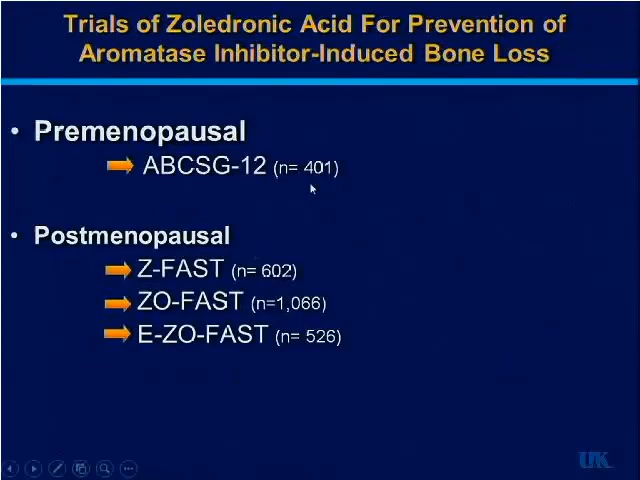 Trials of Zoledronic Acid For Prevention of
Aromatase Inhibitor-Induced Bone Loss
• Premenopausal
ABCSG-12 (n= 401)
• Postmenopausal
Z-FAST (n= 602)
ZO-FAST (n=1,066)
E-ZO-FAST (n= 526)
UK